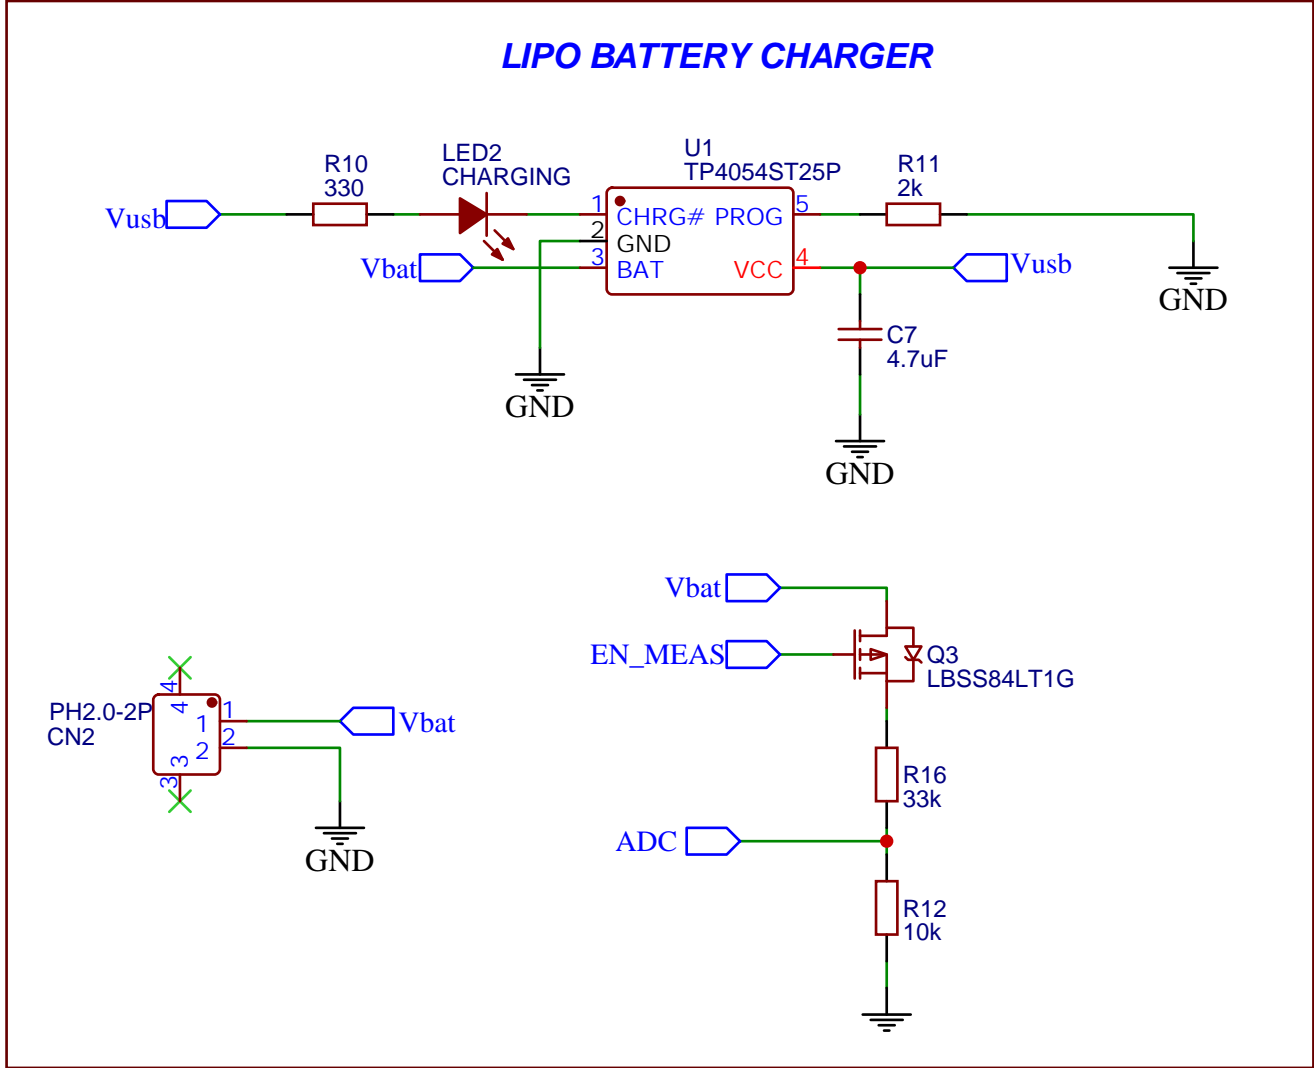 LIPO BATTERY CHARGER
U1
TP4054ST25P
R10
330
LED2
CHARGING
R11
2k
Vusb
1
CHRG#
PROG
5
2
GND
Vbat
3
BAT
VCC
4
Vusb
GND
C7
4.7uF
GND
GND
Vbat
EN_MEAS
Q3
LBSS84LT1G
4
4
PH2.0-2P
CN2
1
1
Vbat
2
2
3
3
GND
R16
33k
ADC
R12
10k